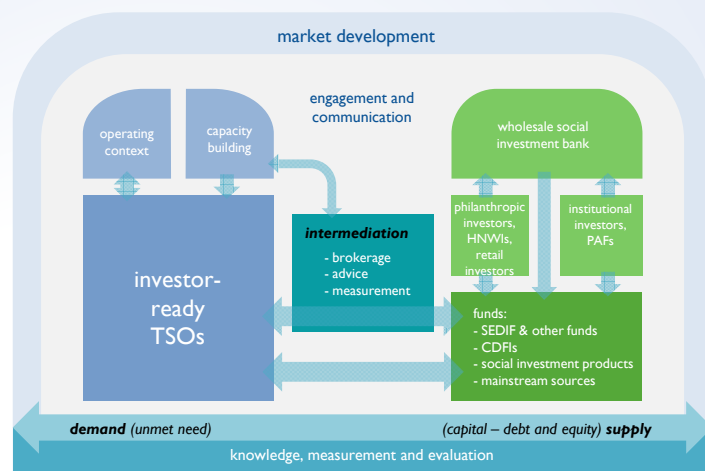 market development
engagement and
communication
operating
context
capacity
building
wholesale social
investment bank
philanthropic
investors,
HNWIs,
retail
investors
institutional
investors,
PAFs
intermediation
- brokerage
- advice
- measurement
investor-
ready
TSOs
funds:
- SEDIF & other funds
- CDFIs
- social investment products
- mainstream sources
demand (unmet need)
(capital – debt and equity) supply
knowledge, measurement and evaluation